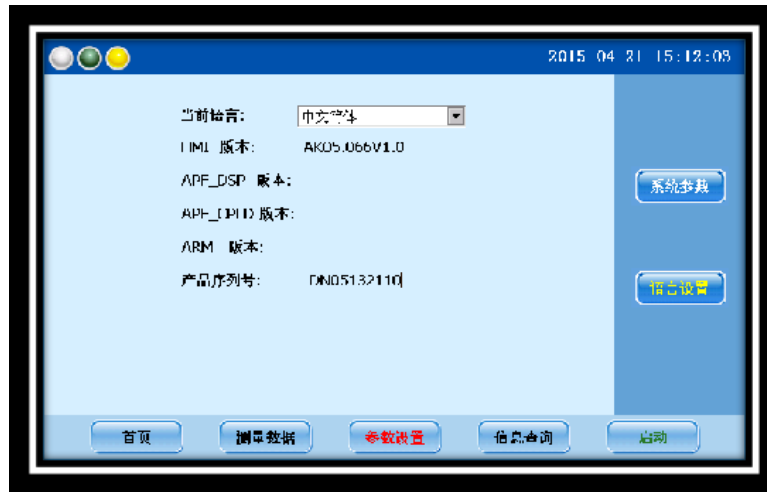 2015 04 21 15:12:03
当前语言: 中文简体
HMI 版本: AK05.066V1.0
APF_DSP 版本:
APF_CPLD 版本:
ARM 版本:
产品序列号: DN05132110
系统参数
语言设置
首页 测量数据 参数设置 信息查询 启动